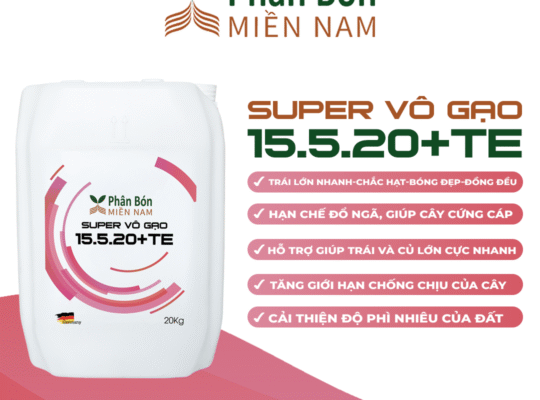 Phân Bón
MIỀN NAM
SUPER VÔ GẠO
15.5.20+TE
TRÁI LỚN NHANH-CHẮC HẠT-BÓNG ĐẸP-ĐỒNG ĐỀU
HẠN CHẾ ĐỔ NGÃ, GIÚP CÂY CỨNG CÁP
HỖ TRỢ GIÚP TRÁI VÀ CỦ LỚN CỰC NHANH
TĂNG GIỚI HẠN CHỐNG CHỊU CỦA CÂY
CẢI THIỆN ĐỘ PHÌ NHIÊU CỦA ĐẤT
Phân Bón
MIỀN NAM
SUPER VÔ GẠO
15.5.20+TE
Germany
20Kg